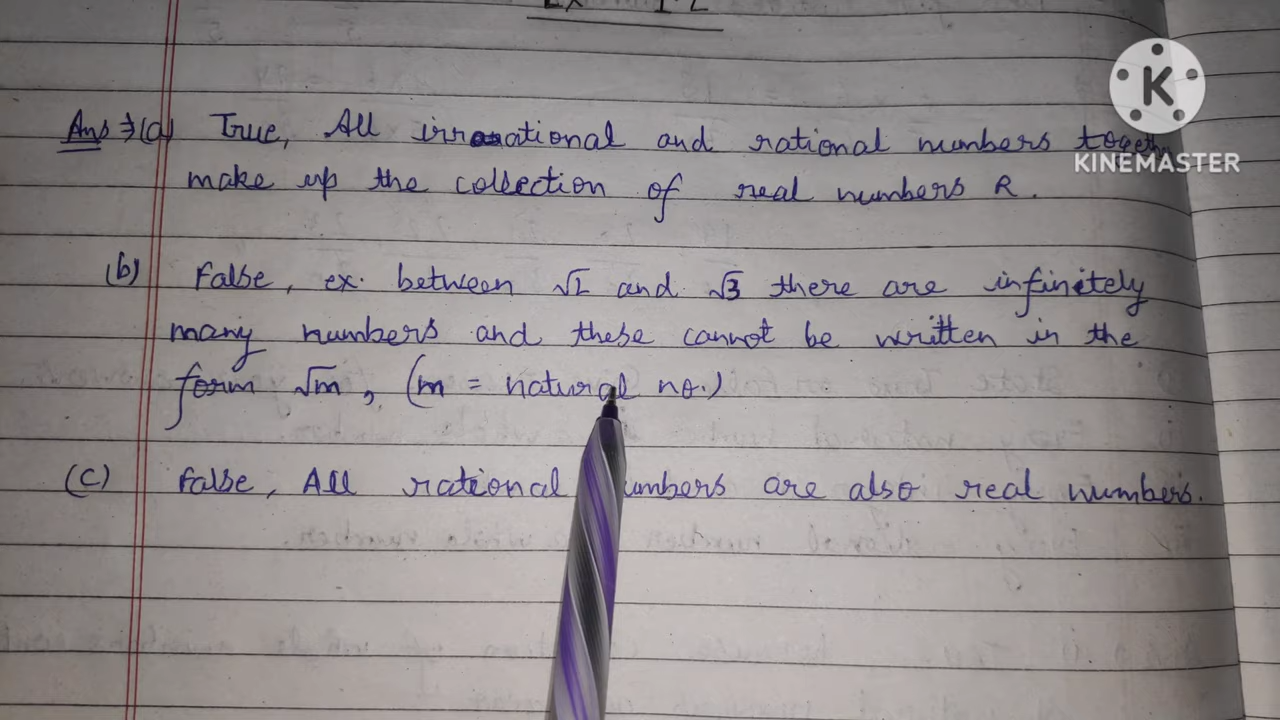 Ex 1.2
Ans → (a) True, All irrational and rational numbers together
make up the collection of real numbers R.
(b) False, ex. between √2 and √3 there are infinitely
many numbers and these cannot be written in the
form √m, (m = natural no.)
(c) False, All rational numbers are also real numbers.
K
KINEMASTER